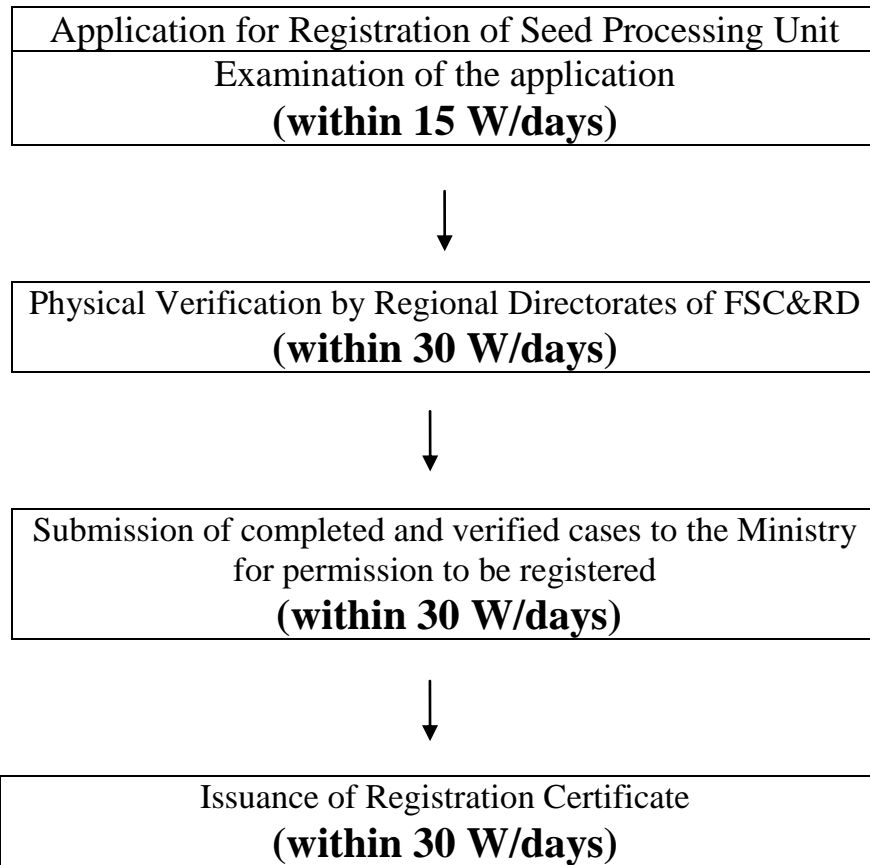 Application for Registration of Seed Processing Unit
Examination of the application
(within 15 W/days)
Physical Verification by Regional Directorates of FSC&RD
(within 30 W/days)
Submission of completed and verified cases to the Ministry
for permission to be registered
(within 30 W/days)
Issuance of Registration Certificate
(within 30 W/days)